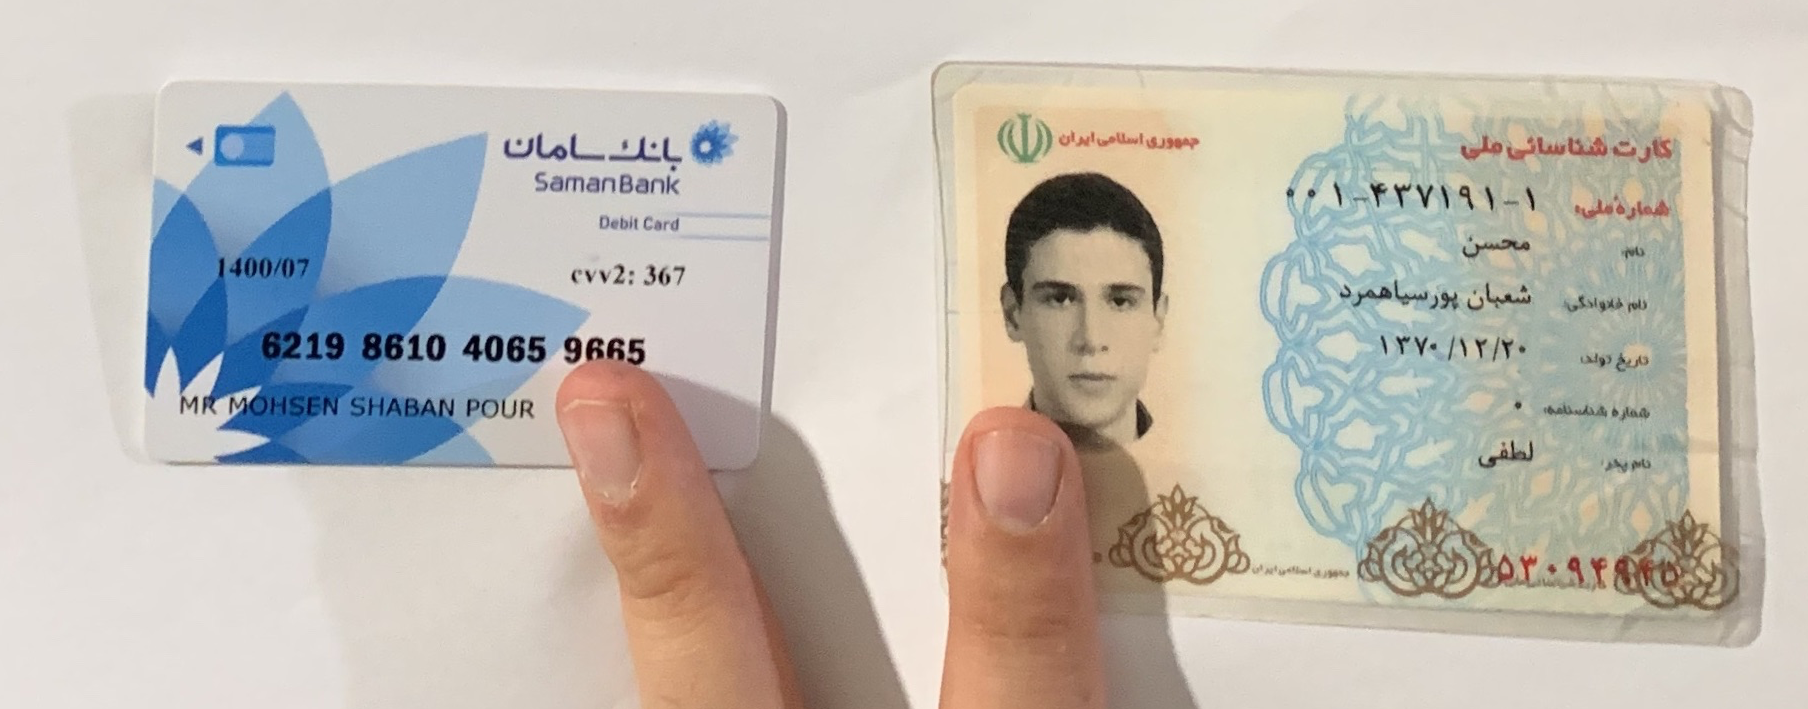 بانك سامان
SamanBank
Debit Card
1400/07
cvv2: 367
6219 8610 4065 9665
MR MOHSEN SHABAN POUR
جمهوری اسلامی ایران
کارت شناسائی ملی
شماره ملی: ۰۰۱-۴۳۷۱۹۱-۱
نام: محسن
نام خانوادگی: شعبان پورسیاهمرد
تاریخ تولد: ۱۳۷۰/۱۲/۲۰
شماره شناسنامه: ۰
نام پدر: لطفی
جمهوری اسلامی ایران